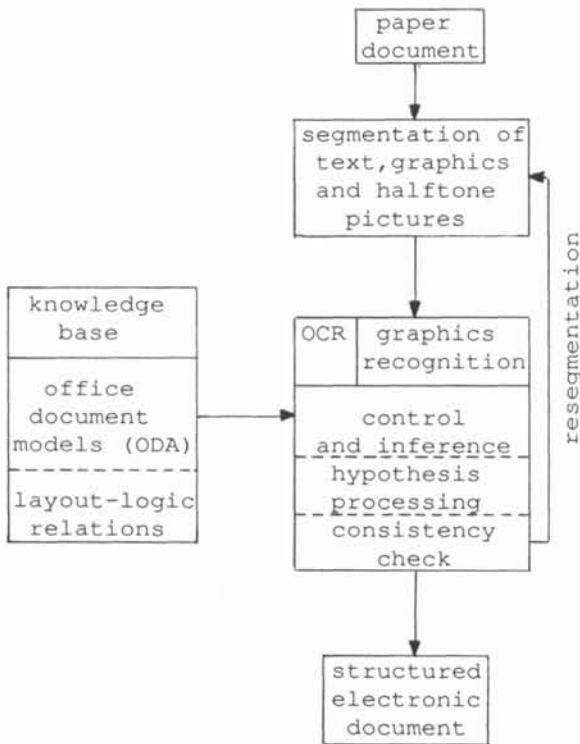 paper
document
segmentation of
text,graphics
and halftone
pictures
resegmentation
knowledge
base
office
document
models (ODA)
layout-logic
relations
OCR
graphics
recognition
control
and inference
hypothesis
processing
consistency
check
structured
electronic
document